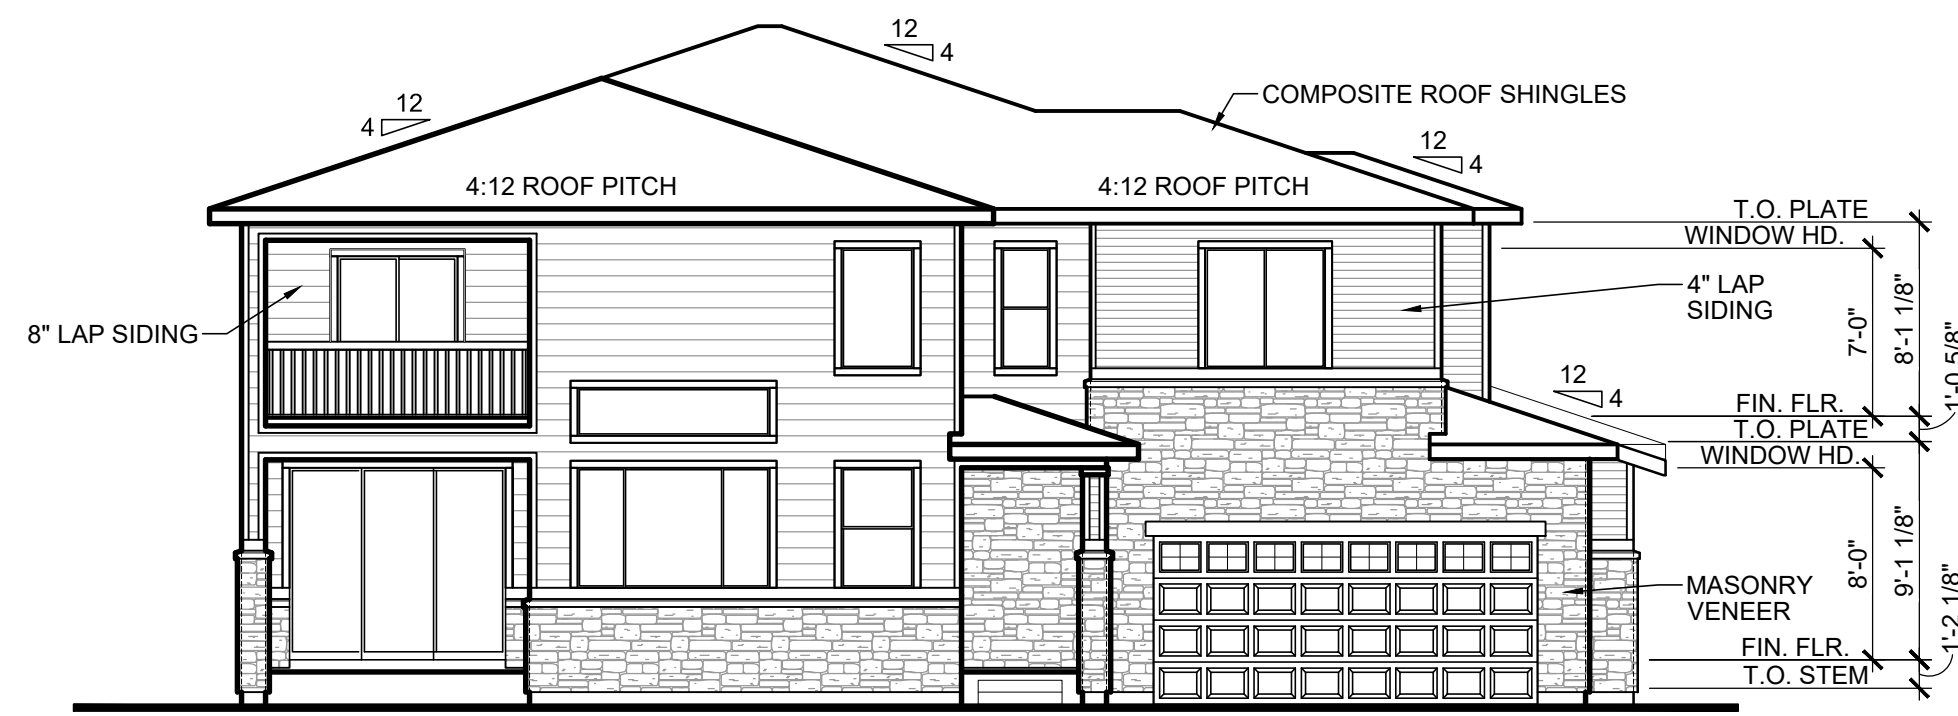 12
4
COMPOSITE ROOF SHINGLES
12
4
12
4
4:12 ROOF PITCH
4:12 ROOF PITCH
T.O. PLATE
WINDOW HD.
8" LAP SIDING
4" LAP
SIDING
7'-0"
8'-1 1/8"
1'-0 5/8"
12
4
FIN. FLR.
T.O. PLATE
WINDOW HD.
MASONRY
VENEER
8'-0"
9'-1 1/8"
1'-2 1/8"
FIN. FLR.
T.O. STEM